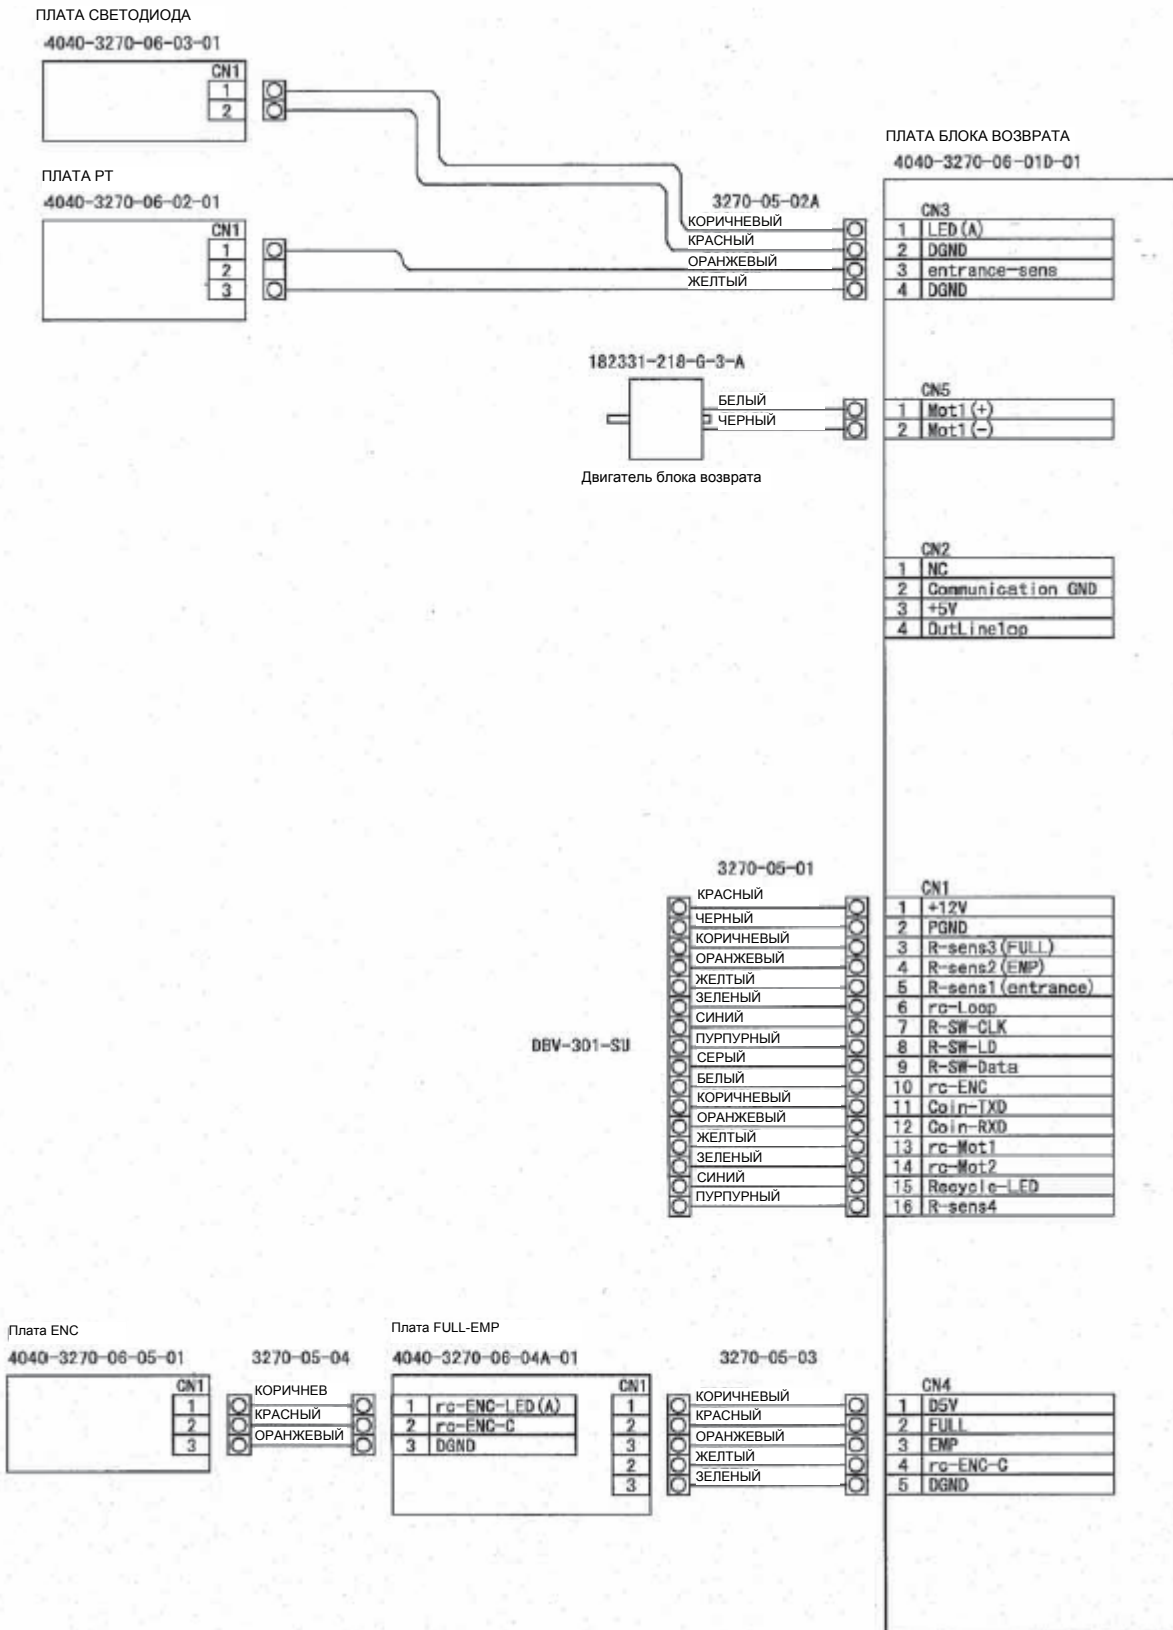 ПЛАТА СВЕТОДИОДА
4040-3270-06-03-01
CN1
1
2
ПЛАТА PT
4040-3270-06-02-01
CN1
1
2
3
ПЛАТА БЛОКА ВОЗВРАТА
4040-3270-06-01D-01
3270-05-02A
КОРИЧНЕВЫЙ
КРАСНЫЙ
ОРАНЖЕВЫЙ
ЖЕЛТЫЙ
CN3
1 LED(A)
2 DGND
3 entrance-sens
4 DGND
182331-218-G-3-A
БЕЛЫЙ
ЧЕРНЫЙ
Двигатель блока возврата
CN5
1 Mot1(+)
2 Mot1(-)
CN2
1 NC
2 Communication GND
3 +5V
4 OutLine1op
3270-05-01
DBV-301-SU
КРАСНЫЙ
ЧЕРНЫЙ
КОРИЧНЕВЫЙ
ОРАНЖЕВЫЙ
ЖЕЛТЫЙ
ЗЕЛЕНЫЙ
СИНИЙ
ПУРПУРНЫЙ
СЕРЫЙ
БЕЛЫЙ
КОРИЧНЕВЫЙ
ОРАНЖЕВЫЙ
ЖЕЛТЫЙ
ЗЕЛЕНЫЙ
СИНИЙ
ПУРПУРНЫЙ
CN1
1 +12V
2 PGND
3 R-sens3(FULL)
4 R-sens2(EMP)
5 R-sens1(entrance)
6 rc-Loop
7 R-SW-CLK
8 R-SW-LD
9 R-SW-Data
10 rc-ENC
11 Coin-TXD
12 Coin-RXD
13 rc-Mot1
14 rc-Mot2
15 Recycle-LED
16 R-sens4
Плата ENC
4040-3270-06-05-01
CN1
1
2
3
3270-05-04
КОРИЧНЕВ
КРАСНЫЙ
ОРАНЖЕВЫЙ
Плата FULL-EMP
4040-3270-06-04A-01
1 rc-ENC-LED(A)
2 rc-ENC-C
3 DGND
CN1
1
2
3
2
3
3270-05-03
КОРИЧНЕВЫЙ
КРАСНЫЙ
ОРАНЖЕВЫЙ
ЖЕЛТЫЙ
ЗЕЛЕНЫЙ
CN4
1 D5V
2 FULL
3 EMP
4 rc-ENC-C
5 DGND